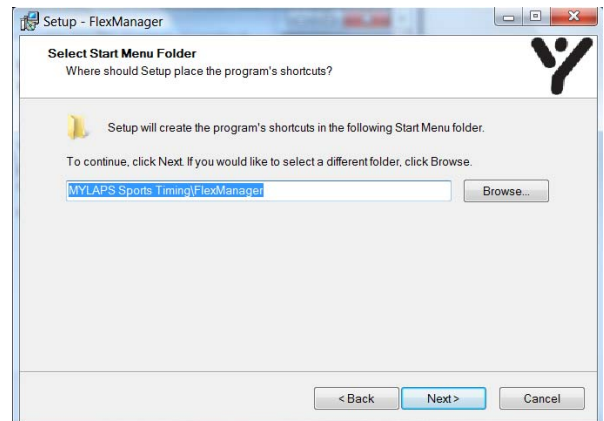 Setup - FlexManager
Select Start Menu Folder
Where should Setup place the program's shortcuts?
Setup will create the program's shortcuts in the following Start Menu folder.
To continue, click Next. If you would like to select a different folder, click Browse.
MYLAPS Sports Timing\FlexManager
Browse...
< Back
Next >
Cancel